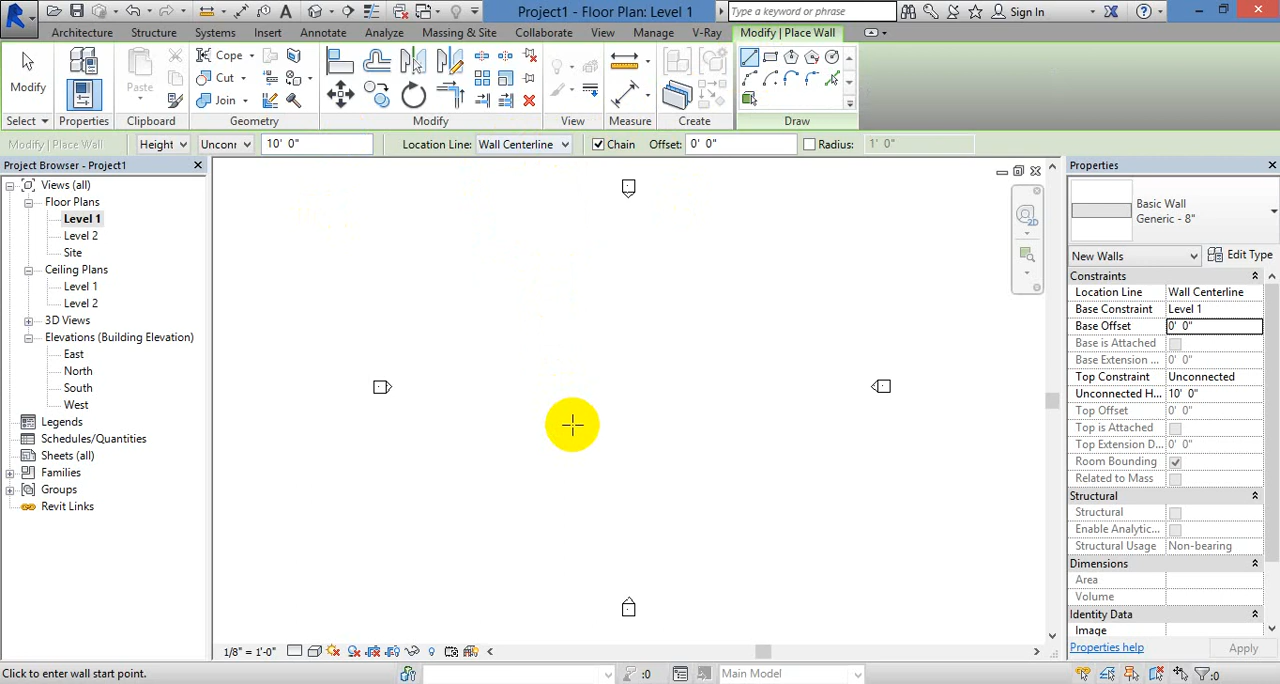 Project1 - Floor Plan: Level 1
Type a keyword or phrase
Sign In
Architecture Structure Systems Insert Annotate Analyze Massing & Site Collaborate View Manage V-Ray Modify | Place Wall
Modify
Paste
Cope
Cut
Join
Select Properties Clipboard Geometry Modify View Measure Create Draw
Modify | Place Wall Height Unconr 10' 0" Location Line: Wall Centerline Chain Offset: 0' 0" Radius: 1' 0"
Project Browser - Project1
Views (all)
Floor Plans
Level 1
Level 2
Site
Ceiling Plans
Level 1
Level 2
3D Views
Elevations (Building Elevation)
East
North
South
West
Legends
Schedules/Quantities
Sheets (all)
Families
Groups
Revit Links
2D
Properties
Basic Wall
Generic - 8"
New Walls Edit Type
Constraints
Location Line Wall Centerline
Base Constraint Level 1
Base Offset 0' 0"
Base is Attached
Base Extension ... 0' 0"
Top Constraint Unconnected
Unconnected H... 10' 0"
Top Offset 0' 0"
Top is Attached
Top Extension D... 0' 0"
Room Bounding
Related to Mass
Structural
Structural
Enable Analytic...
Structural Usage Non-bearing
Dimensions
Area
Volume
Identity Data
Image
Properties help Apply
1/8" = 1'-0"
Click to enter wall start point. :0 Main Model :0